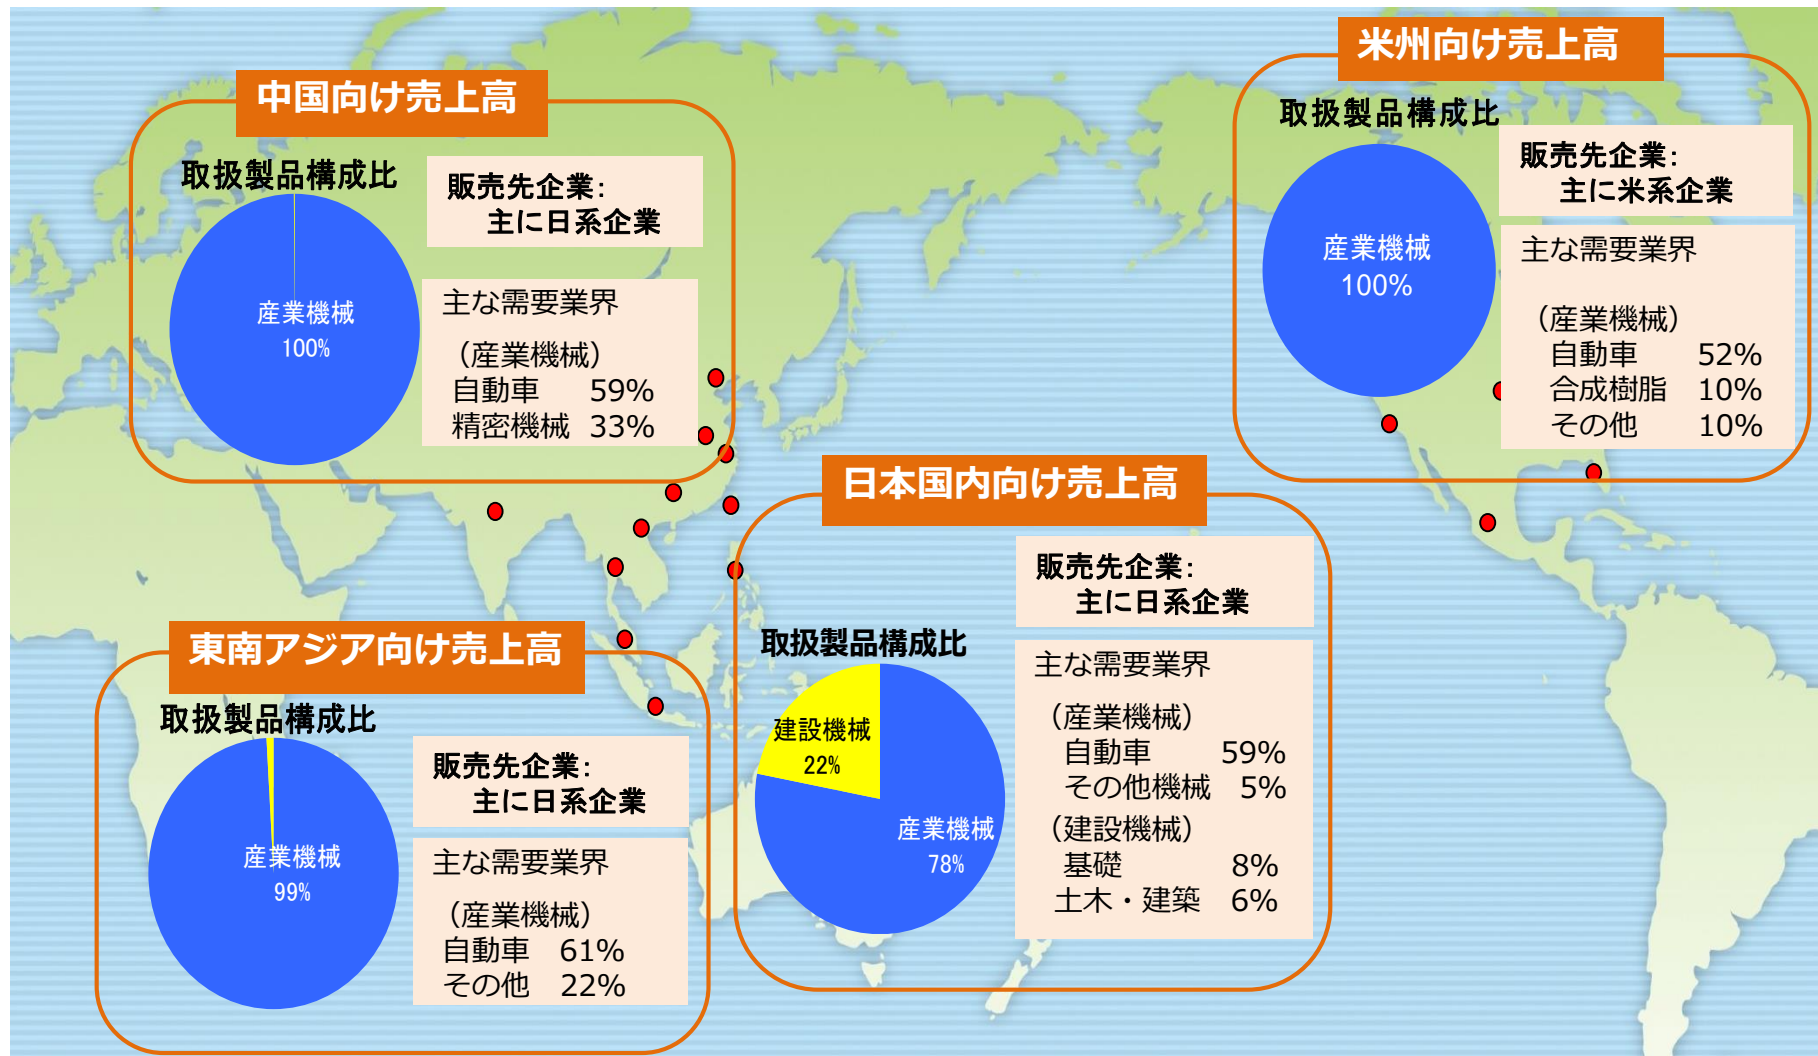 中国向け売上高
取扱製品構成比
産業機械
100%
販売先企業：
主に日系企業
主な需要業界
（産業機械）
自動車 59%
精密機械 33%
米州向け売上高
取扱製品構成比
産業機械
100%
販売先企業：
主に米系企業
主な需要業界
（産業機械）
自動車 52%
合成樹脂 10%
その他 10%
東南アジア向け売上高
取扱製品構成比
産業機械
99%
販売先企業：
主に日系企業
主な需要業界
（産業機械）
自動車 61%
その他 22%
日本国内向け売上高
取扱製品構成比
建設機械
22%
産業機械
78%
販売先企業：
主に日系企業
主な需要業界
（産業機械）
自動車 59%
その他機械 5%
（建設機械）
基礎 8%
土木・建築 6%